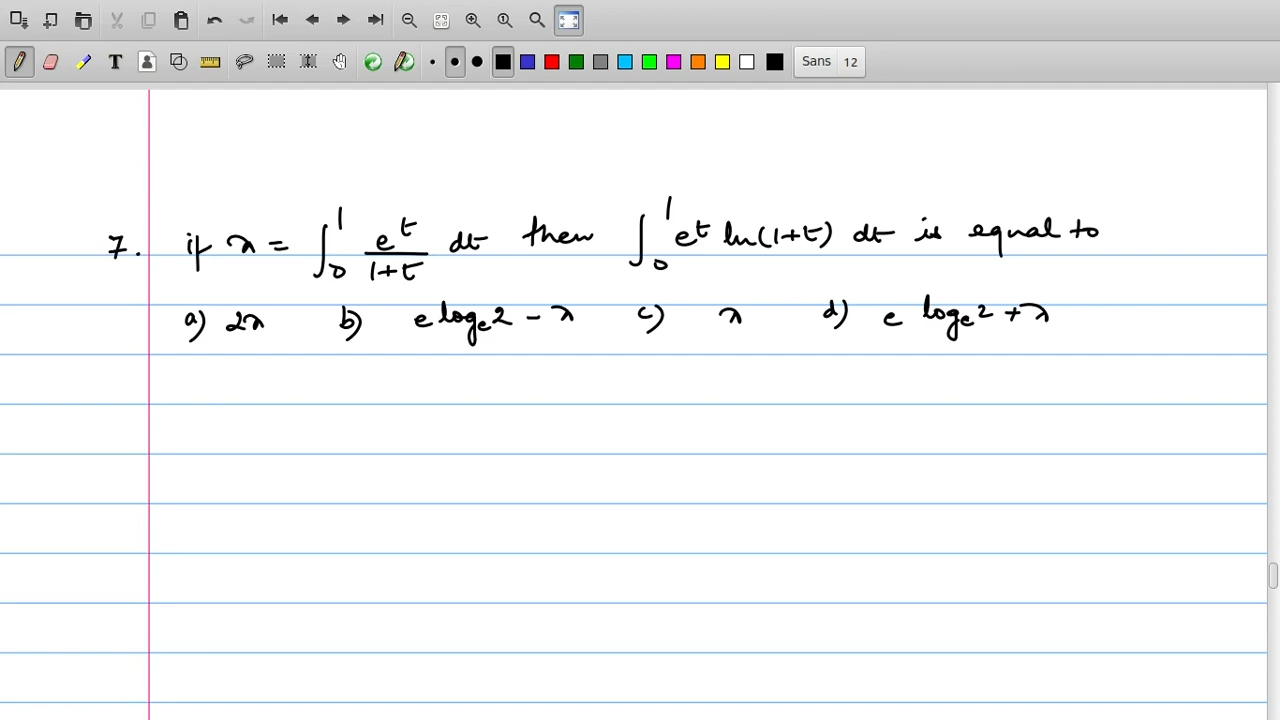 Sans 12
7. if λ = ∫₀¹ eᵗ/(1+t) dt then ∫₀¹ eᵗ ln(1+t) dt is equal to
a) 2λ b) e logₑ2 − λ c) λ d) e logₑ2 + λ